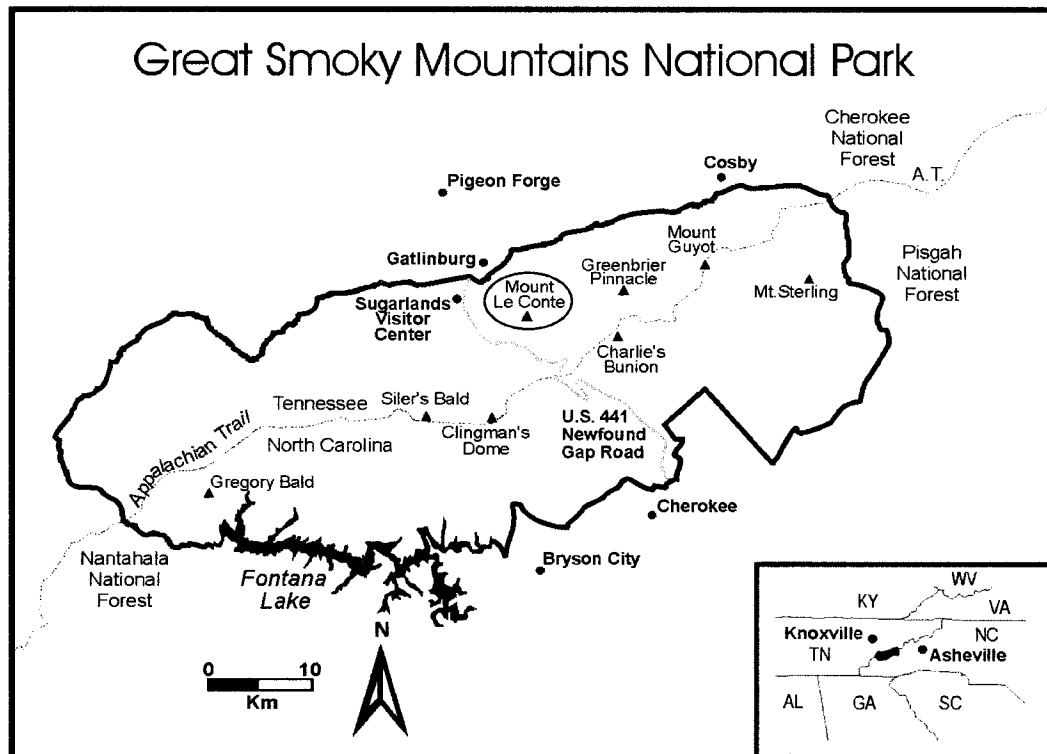 Great Smoky Mountains National Park
Cherokee
National
Forest
A.T.
Cosby
Pigeon Forge
Mount
Guyot
Pisgah
National
Forest
Gatlinburg
Greenbrier
Pinnacle
Mt.Sterling
Mount
Le Conte
Sugarlands
Visitor
Center
Charlie's
Bunion
Siler's Bald
Tennessee
North Carolina
Clingman's
Dome
U.S. 441
Newfound
Gap Road
Appalachian Trail
Gregory Bald
Cherokee
Bryson City
Nantahala
National
Forest
Fontana
Lake
N
0 10
Km
WV
KY
VA
Knoxville
NC
TN
Asheville
AL
GA
SC